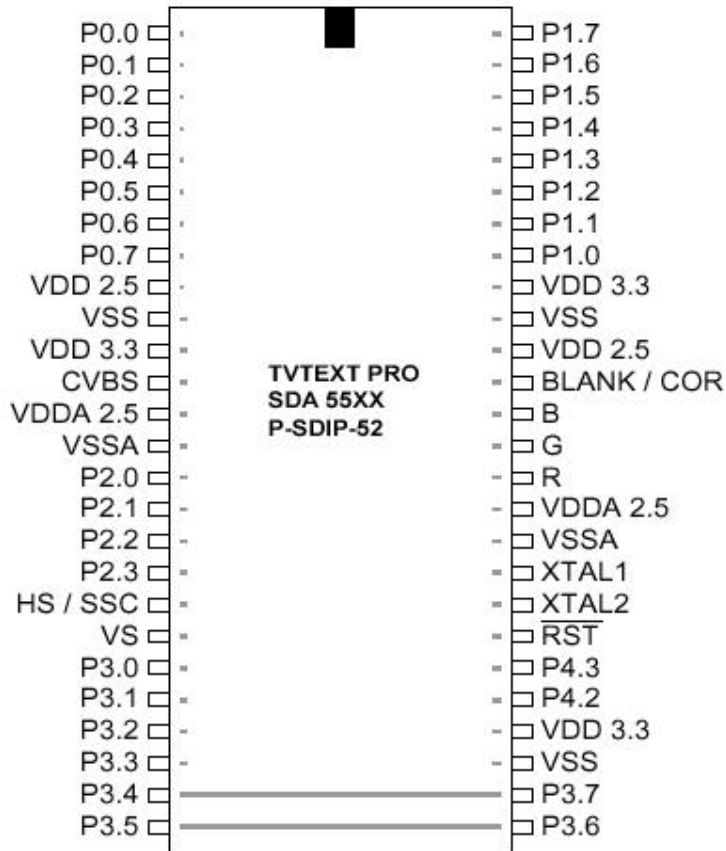 P0.0 P1.7
P0.1 P1.6
P0.2 P1.5
P0.3 P1.4
P0.4 P1.3
P0.5 P1.2
P0.6 P1.1
P0.7 P1.0
VDD 2.5 VDD 3.3
VSS VSS
VDD 3.3 VDD 2.5
CVBS BLANK / COR
VDDA 2.5 B
VSSA G
P2.0 R
P2.1 VDDA 2.5
P2.2 VSSA
P2.3 XTAL1
HS / SSC XTAL2
VS RST
P3.0 P4.3
P3.1 P4.2
P3.2 VDD 3.3
P3.3 VSS
P3.4 P3.7
P3.5 P3.6
TVTEXT PRO
SDA 55XX
P-SDIP-52